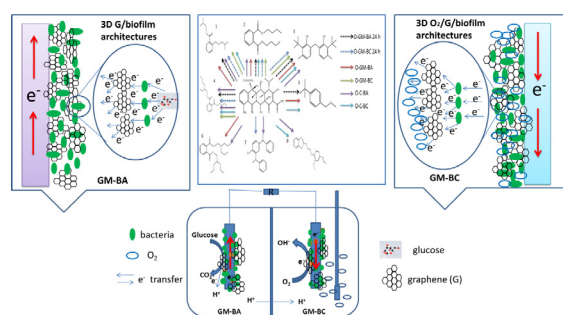 3D G/biofilm
architectures
e-
e-
e-
e-
e-
e-
e-
e-
e-
e-
GM-BA
O-GM-BA 24 h
O-GM-BC 24 h
O-GM-BA
O-GM-BC
O-C-BA
O-C-BC
3D O₂/G/biofilm
architectures
e-
e-
e-
e-
e-
e-
e-
e-
e-
e-
GM-BC
bacteria
O₂
e- transfer
R
Glucose
CO₂
e-
H⁺
H⁺
H⁺
OH-
e-
e-
O₂
GM-BA
GM-BC
glucose
graphene (G)